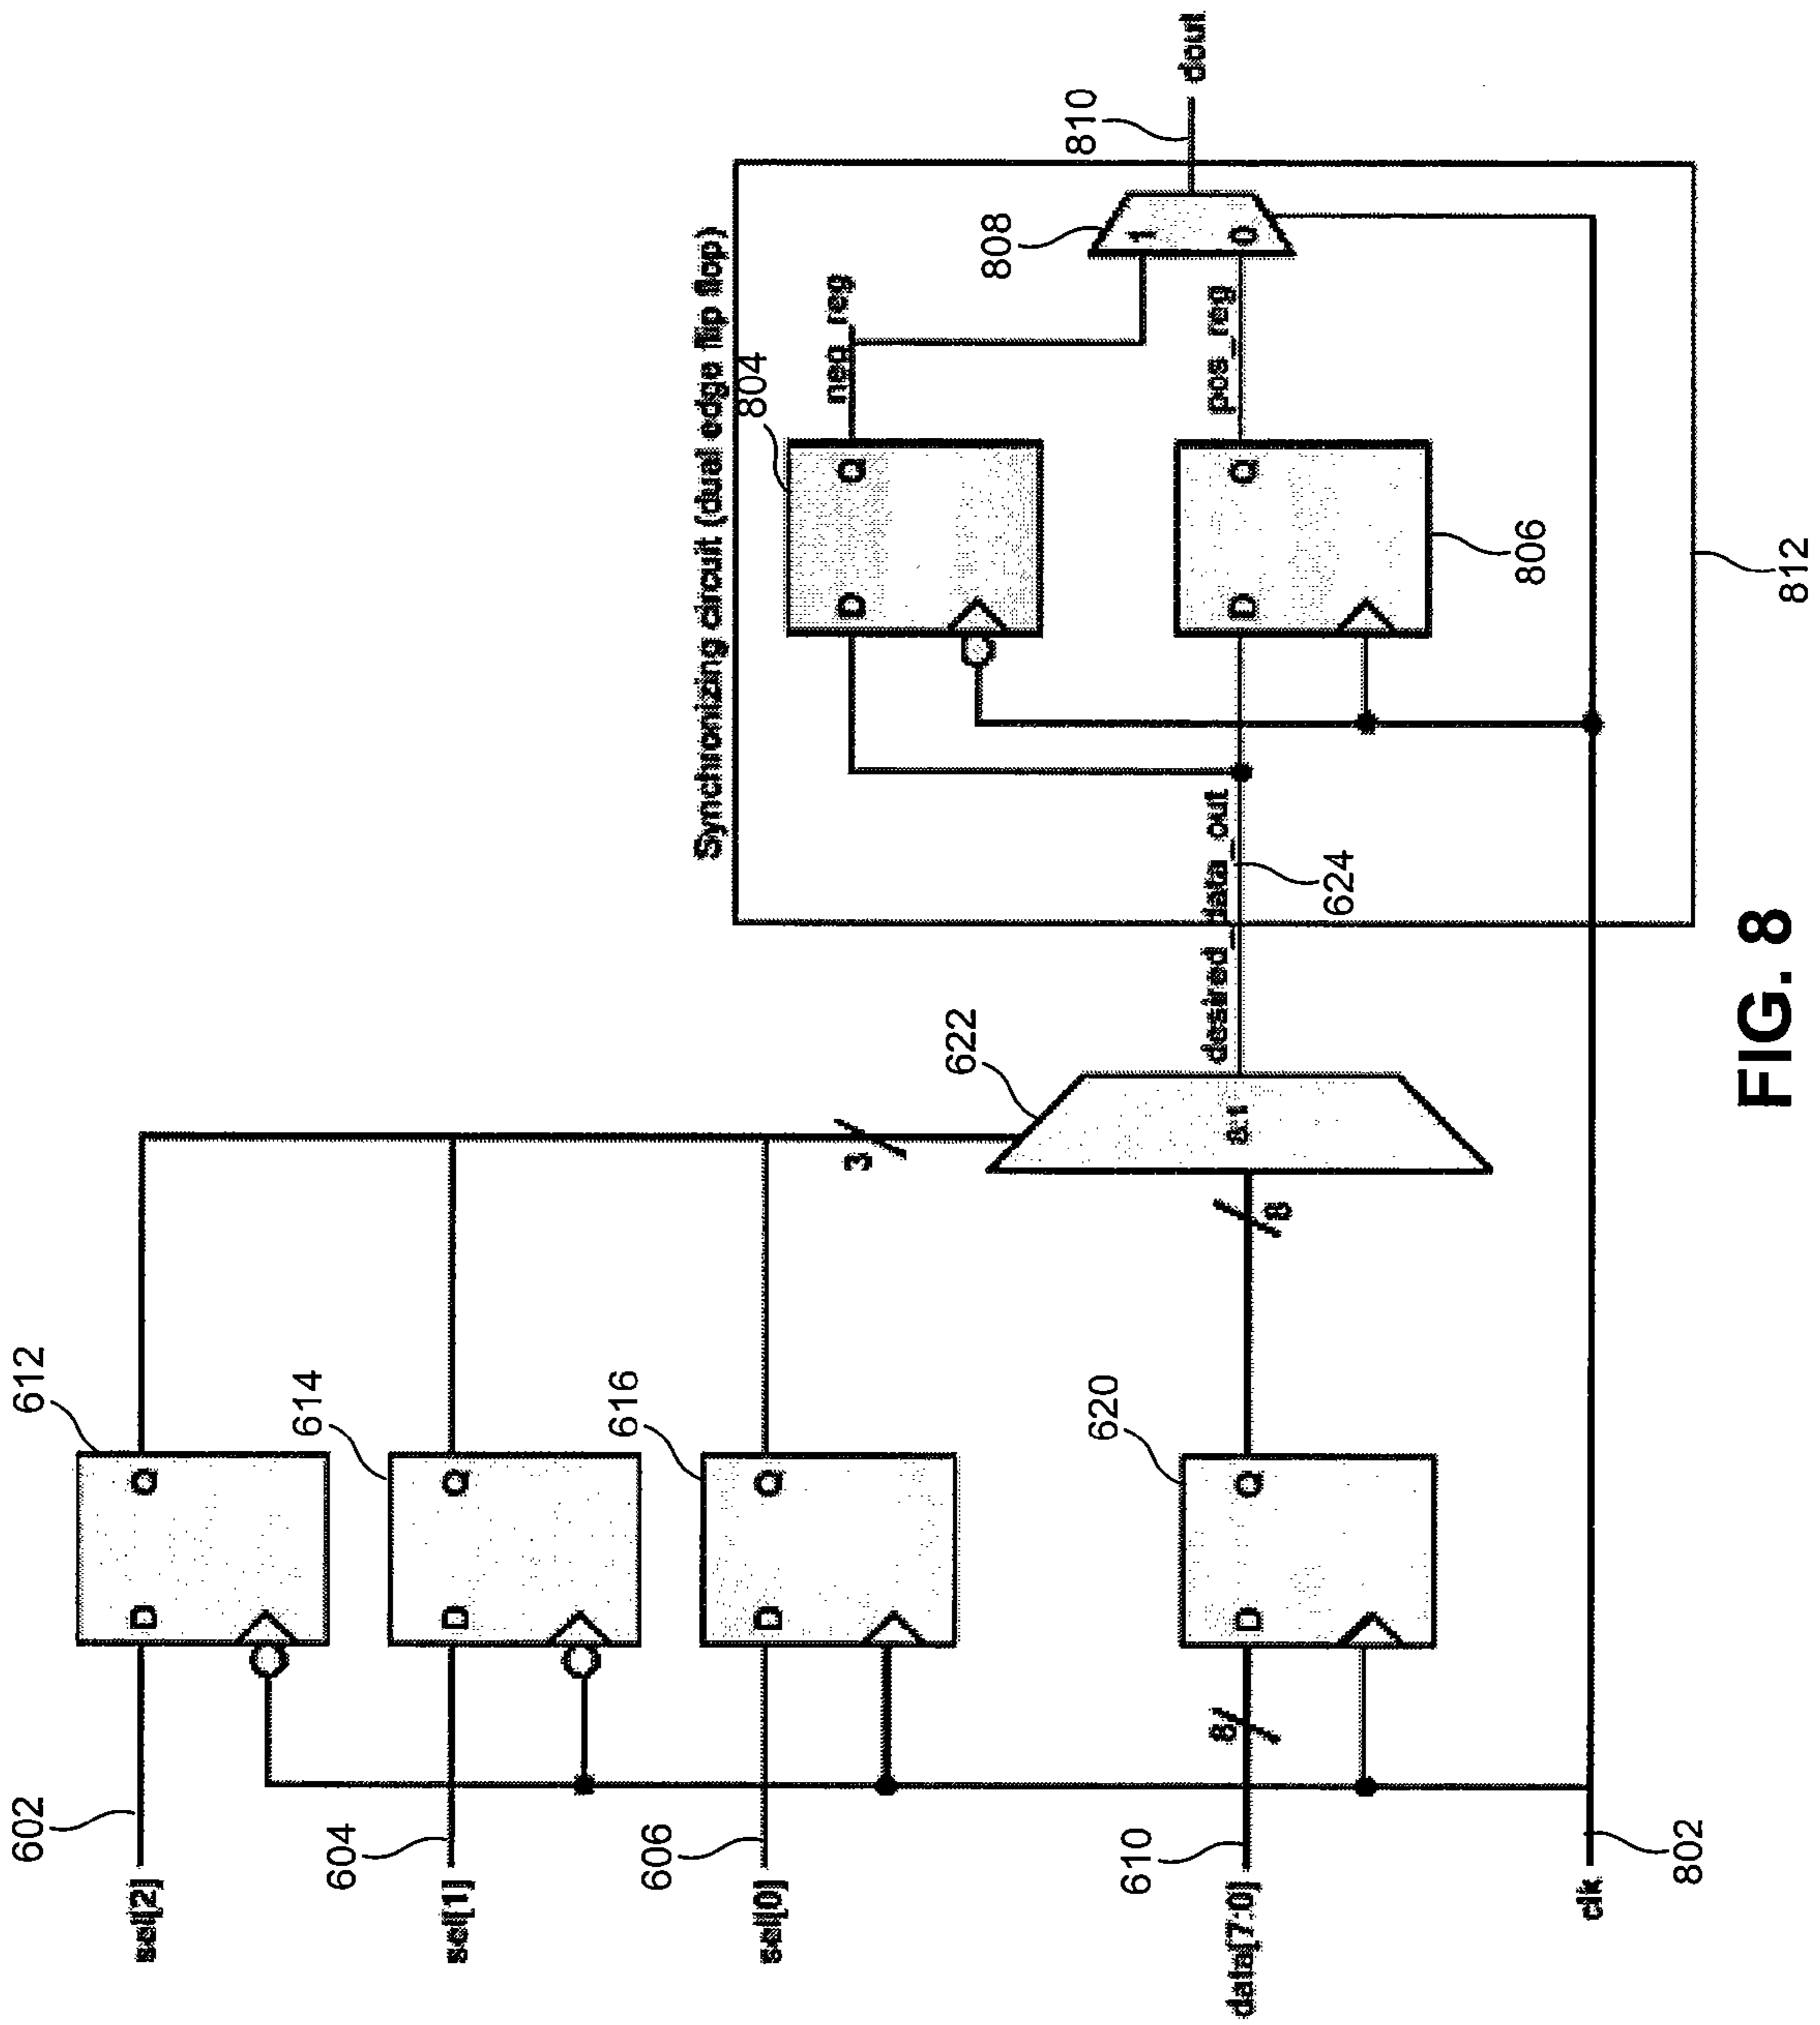 602
sel[2]
D
Q
612
604
sel[1]
D
Q
614
606
sel[0]
D
Q
616
3
622
8:1
610
data[7:0]
8
D
Q
620
8
desired_data_out
624
clk
802
Synchronizing circuit (dual edge flip flop)
804
D
Q
neg_reg
D
Q
pos_reg
806
808
1
0
810
dout
812
FIG. 8